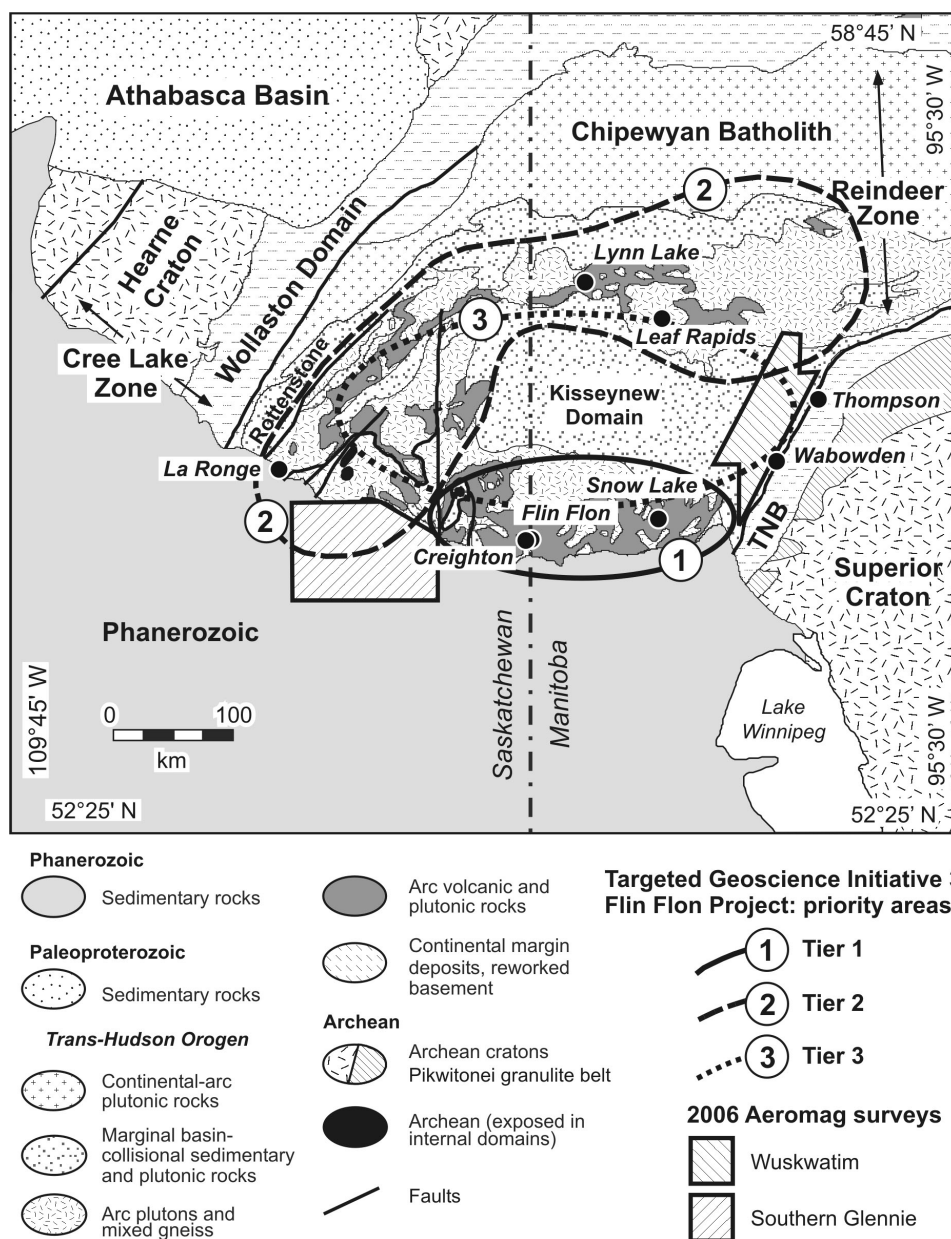 58°45' N
95°30' W
Athabasca Basin
Chipewyan Batholith
2
Reindeer
Zone
Hearne
Craton
Wollaston Domain
Lynn Lake
3
Leaf Rapids
Cree Lake
Zone
Rottenstone
Kisseynew
Domain
Thompson
La Ronge
Wabowden
Snow Lake
2
Flin Flon
TNB
Creighton
1
Superior
Craton
Phanerozoic
109°45' W
Saskatchewan
Manitoba
0 100
km
Lake
Winnipeg
95°30' W
52°25' N
52°25' N
Phanerozoic
Sedimentary rocks
Paleoproterozoic
Sedimentary rocks
Trans-Hudson Orogen
Continental-arc
plutonic rocks
Marginal basin-
collisional sedimentary
and plutonic rocks
Arc plutons and
mixed gneiss
Arc volcanic and
plutonic rocks
Continental margin
deposits, reworked
basement
Archean
Archean cratons
Pikwitonei granulite belt
Archean (exposed in
internal domains)
Faults
Targeted Geoscience Initiative
Flin Flon Project: priority areas
1 Tier 1
2 Tier 2
3 Tier 3
2006 Aeromag surveys
Wuskwatim
Southern Glennie